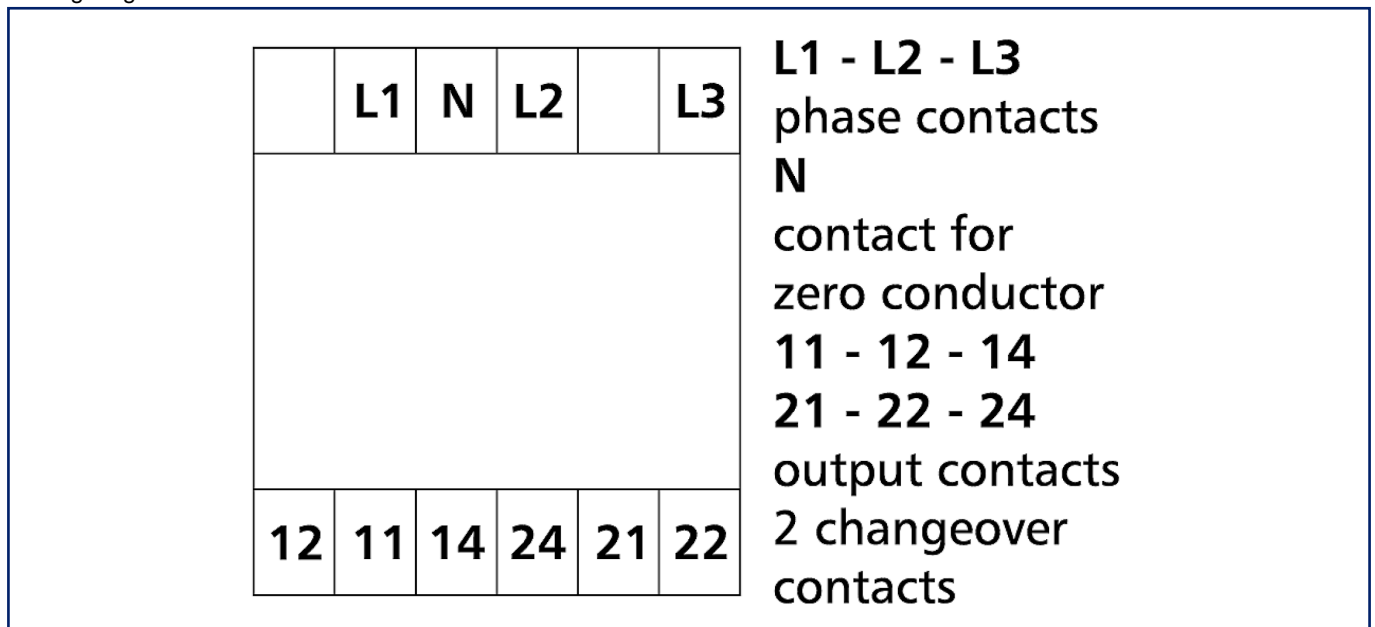 L1 N L2 L3
12 11 14 24 21 22
L1 - L2 - L3
phase contacts
N
contact for
zero conductor
11 - 12 - 14
21 - 22 - 24
output contacts
2 changeover
contacts